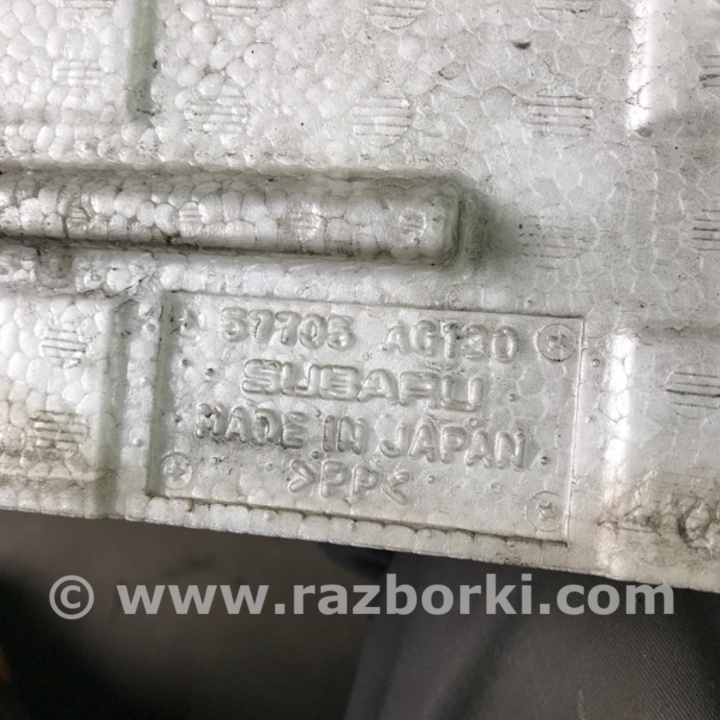 57705 AG130
SUBARU
MADE IN JAPAN
>PP<
© www.razborki.com